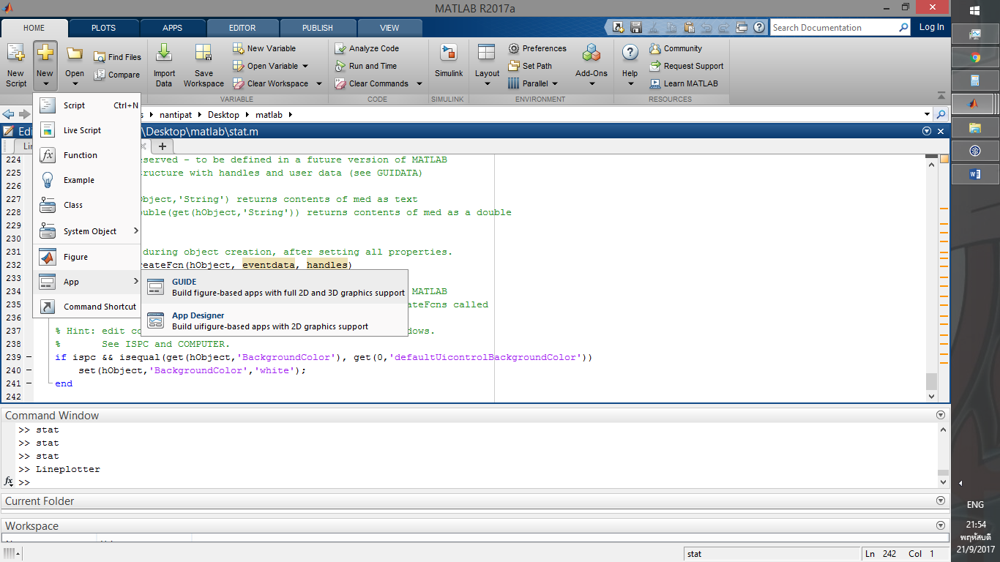 MATLAB R2017a
HOME PLOTS APPS EDITOR PUBLISH VIEW
Search Documentation
Log In
New Script
New
Open
Find Files
Compare
Import Data
Save Workspace
New Variable
Open Variable
Clear Workspace
VARIABLE
Analyze Code
Run and Time
Clear Commands
CODE
Simulink
SIMULINK
Layout
Preferences
Set Path
Parallel
Add-Ons
ENVIRONMENT
Help
Community
Request Support
Learn MATLAB
RESOURCES
s nantipat Desktop matlab
\Desktop\matlab\stat.m
Script Ctrl+N
Live Script
Function
Example
Class
System Object
Figure
App
Command Shortcut
GUIDE
Build figure-based apps with full 2D and 3D graphics support
App Designer
Build uifigure-based apps with 2D graphics support
224 served - to be defined in a future version of MATLAB
225 ructure with handles and user data (see GUIDATA)
226
227 bject,'String') returns contents of med as text
228 uble(get(hObject,'String')) returns contents of med as a double
229
230
231 during object creation, after setting all properties.
232 reateFcn(hObject, eventdata, handles)
233
234 MATLAB
235 ateFcns called
236
237 % Hint: edit co dows.
238 % See ISPC and COMPUTER.
239 if ispc && isequal(get(hObject,'BackgroundColor'), get(0,'defaultUicontrolBackgroundColor'))
240 set(hObject,'BackgroundColor','white');
241 end
242
Command Window
>> stat
>> stat
>> stat
>> Lineplotter
fx >>
Current Folder
Workspace
stat
Ln 242 Col 1
ENG
21:54
พฤหัสบดี
21/9/2017